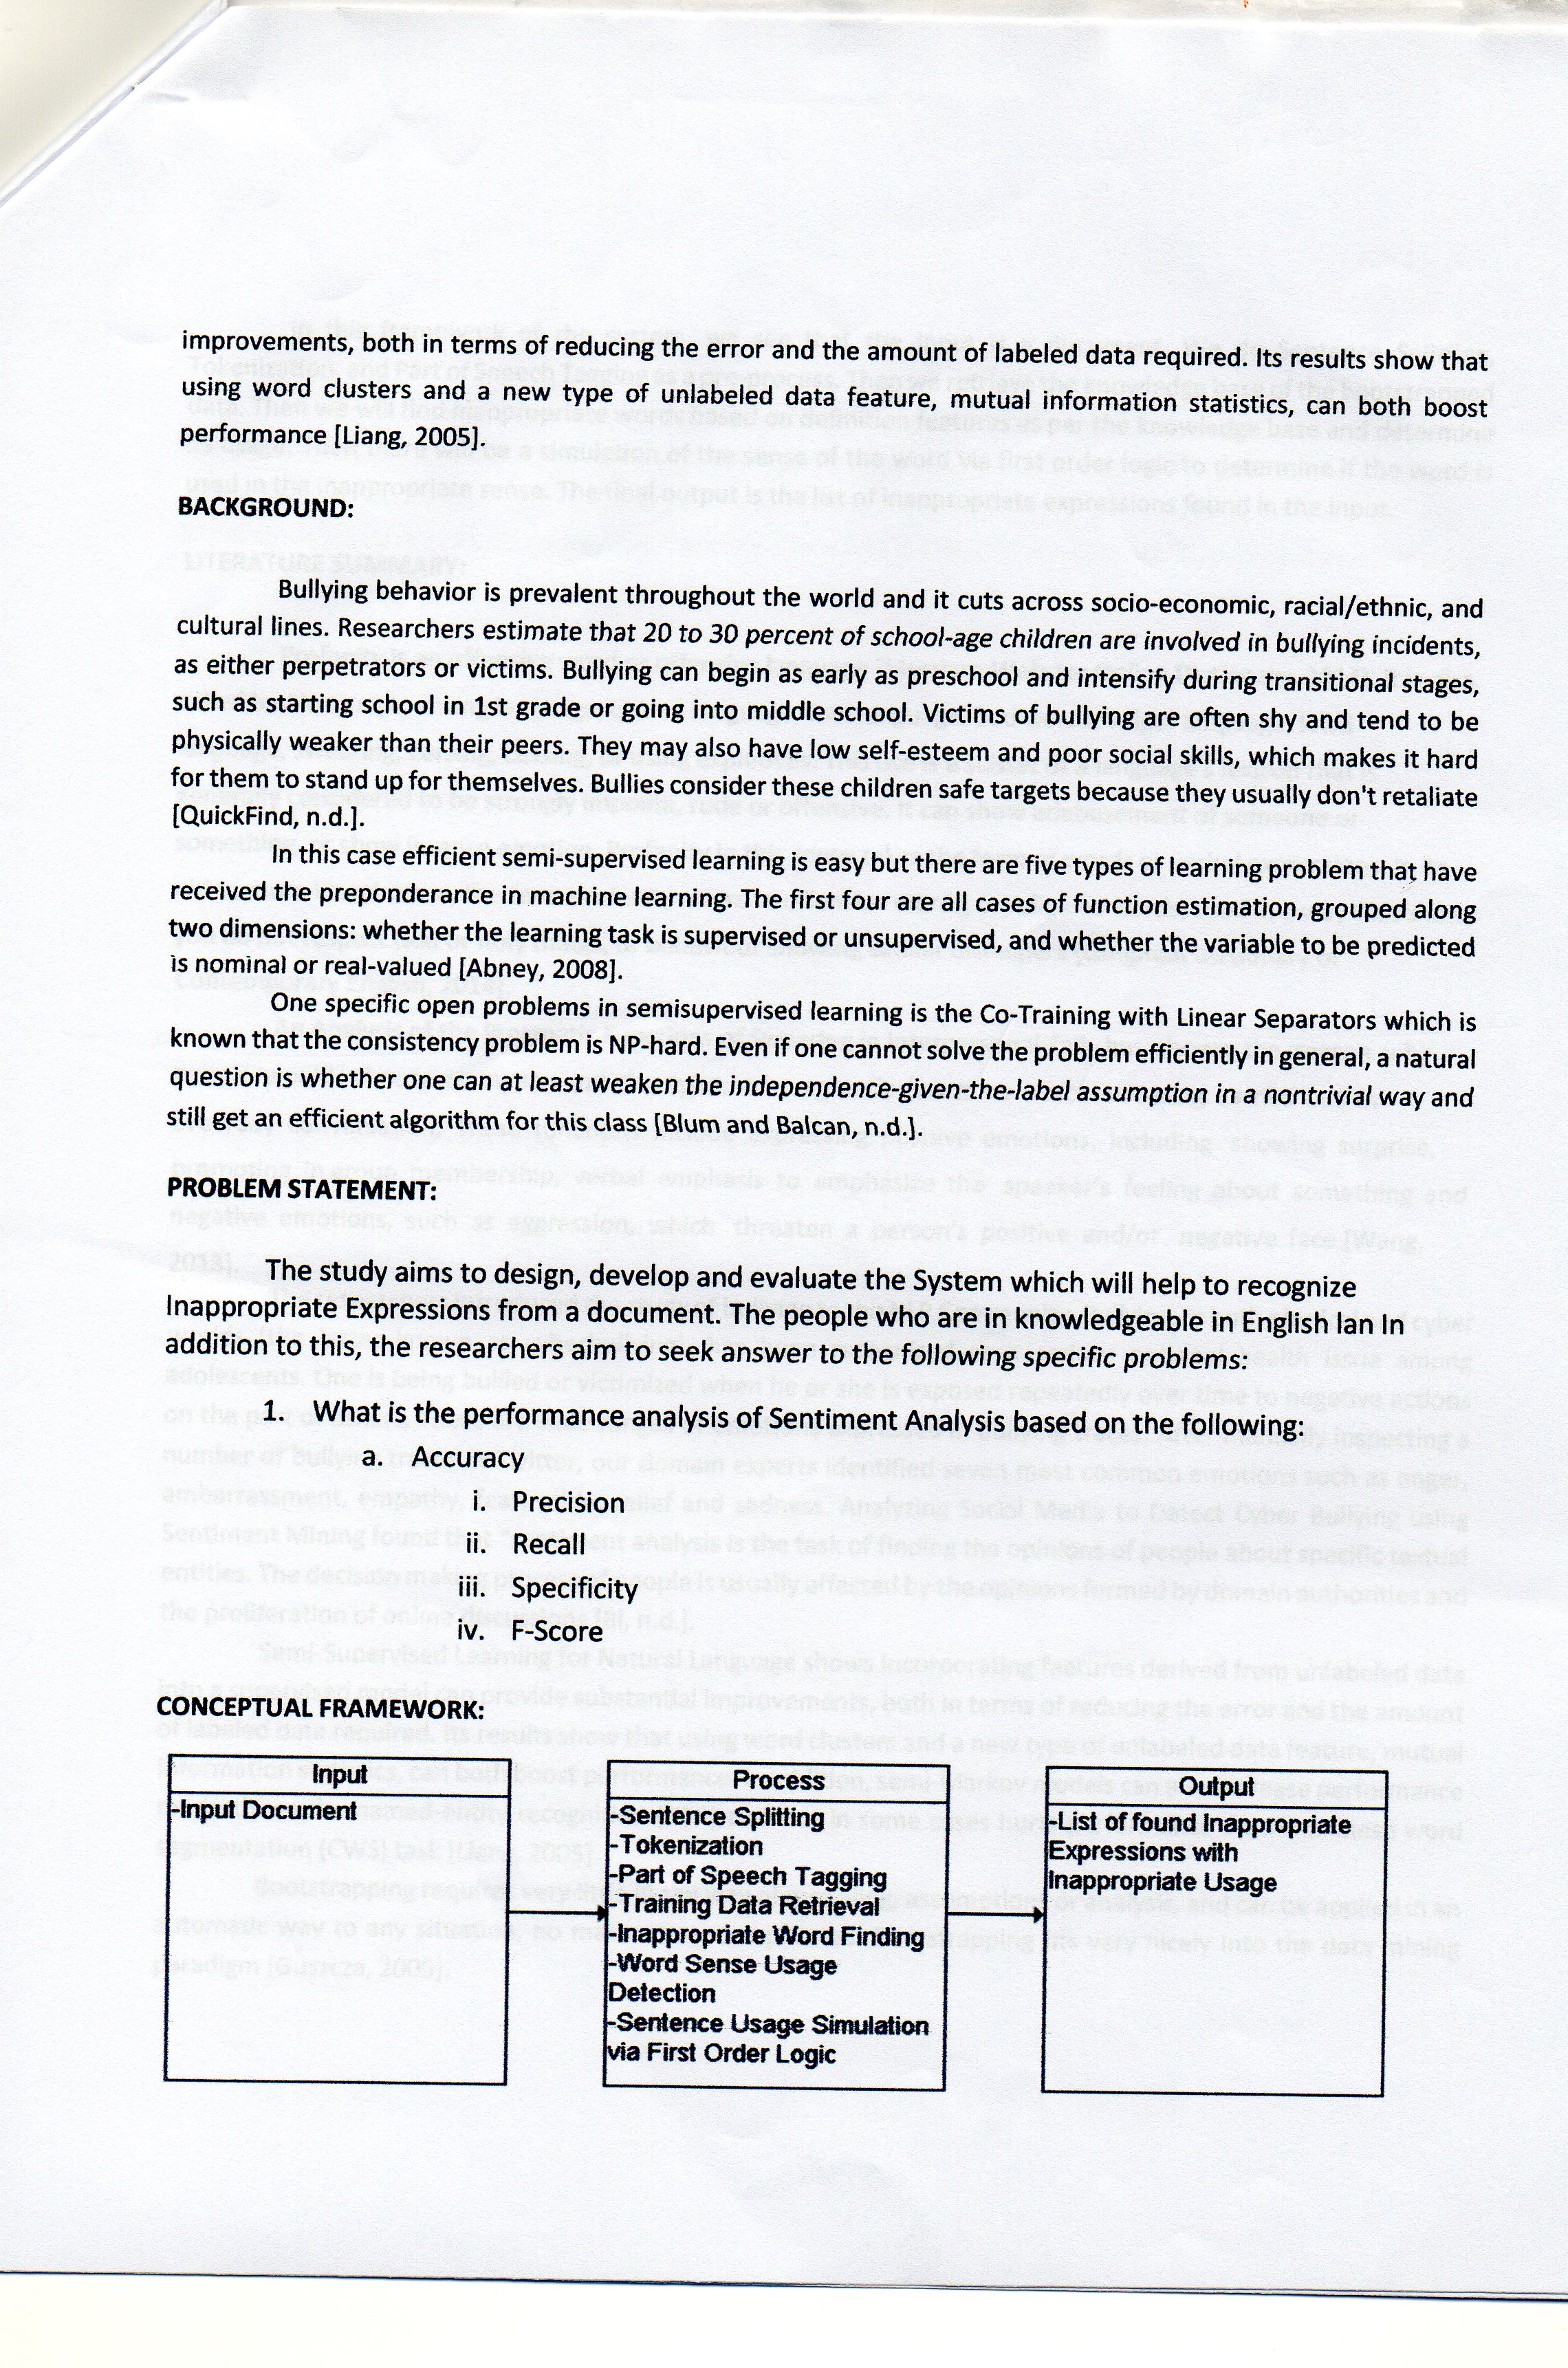 improvements, both in terms of reducing the error and the amount of labeled data required. Its results show that
using word clusters and a new type of unlabeled data feature, mutual information statistics, can both boost
performance [Liang, 2005].
BACKGROUND:
Bullying behavior is prevalent throughout the world and it cuts across socio-economic, racial/ethnic, and
cultural lines. Researchers estimate that 20 to 30 percent of school-age children are involved in bullying incidents,
as either perpetrators or victims. Bullying can begin as early as preschool and intensify during transitional stages,
such as starting school in 1st grade or going into middle school. Victims of bullying are often shy and tend to be
physically weaker than their peers. They may also have low self-esteem and poor social skills, which makes it hard
for them to stand up for themselves. Bullies consider these children safe targets because they usually don't retaliate
[QuickFind, n.d.].
In this case efficient semi-supervised learning is easy but there are five types of learning problem that have
received the preponderance in machine learning. The first four are all cases of function estimation, grouped along
two dimensions: whether the learning task is supervised or unsupervised, and whether the variable to be predicted
is nominal or real-valued [Abney, 2008].
One specific open problems in semisupervised learning is the Co-Training with Linear Separators which is
known that the consistency problem is NP-hard. Even if one cannot solve the problem efficiently in general, a natural
question is whether one can at least weaken the independence-given-the-label assumption in a nontrivial way and
still get an efficient algorithm for this class [Blum and Balcan, n.d.].
PROBLEM STATEMENT:
The study aims to design, develop and evaluate the System which will help to recognize
Inappropriate Expressions from a document. The people who are in knowledgeable in English lan In
addition to this, the researchers aim to seek answer to the following specific problems:
1. What is the performance analysis of Sentiment Analysis based on the following:
a. Accuracy
i. Precision
ii. Recall
iii. Specificity
iv. F-Score
CONCEPTUAL FRAMEWORK:
Input
-Input Document
Process
-Sentence Splitting
-Tokenization
-Part of Speech Tagging
-Training Data Retrieval
-Inappropriate Word Finding
-Word Sense Usage
Detection
-Sentence Usage Simulation
via First Order Logic
Output
-List of found Inappropriate
Expressions with
Inappropriate Usage